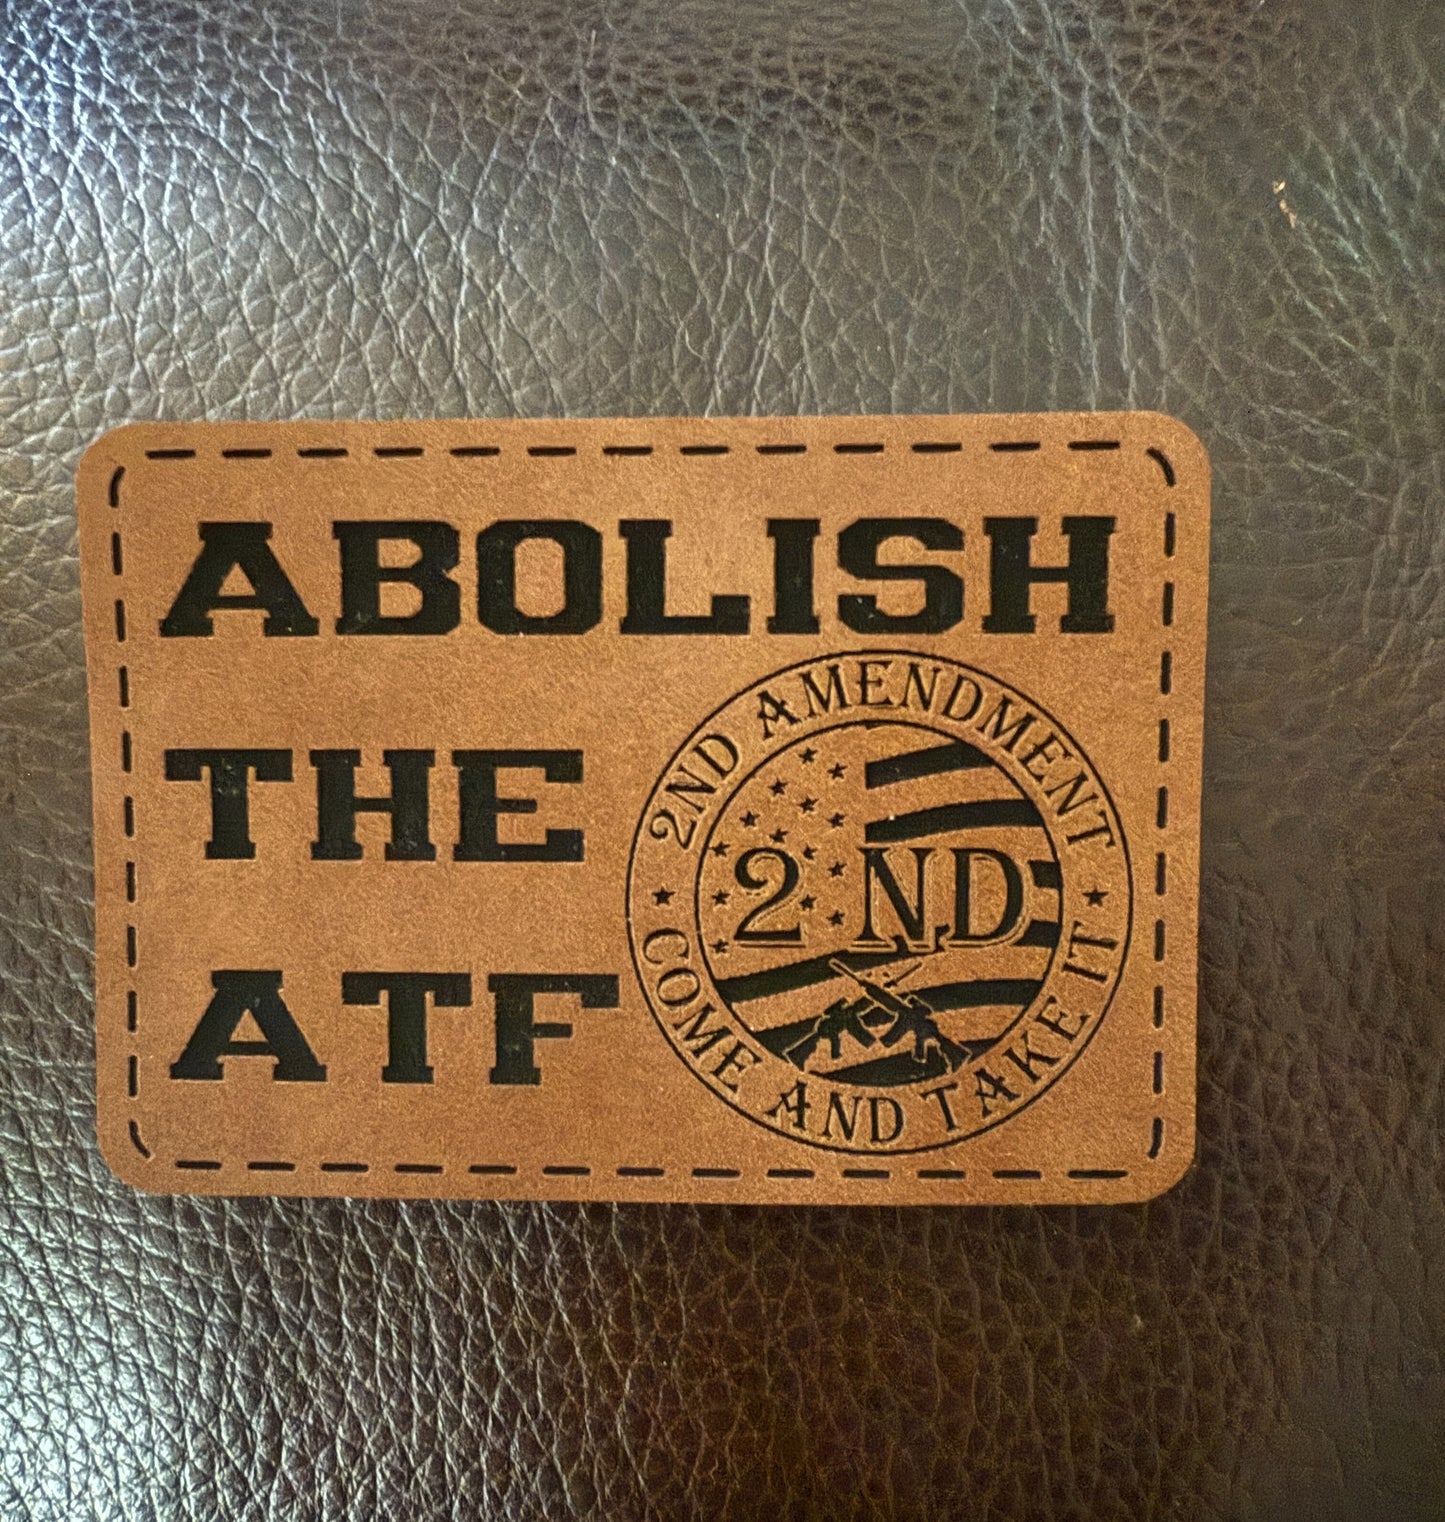 ABOLISH
THE
ATF
2ND AMENDMENT
2ND
COME AND TAKE IT